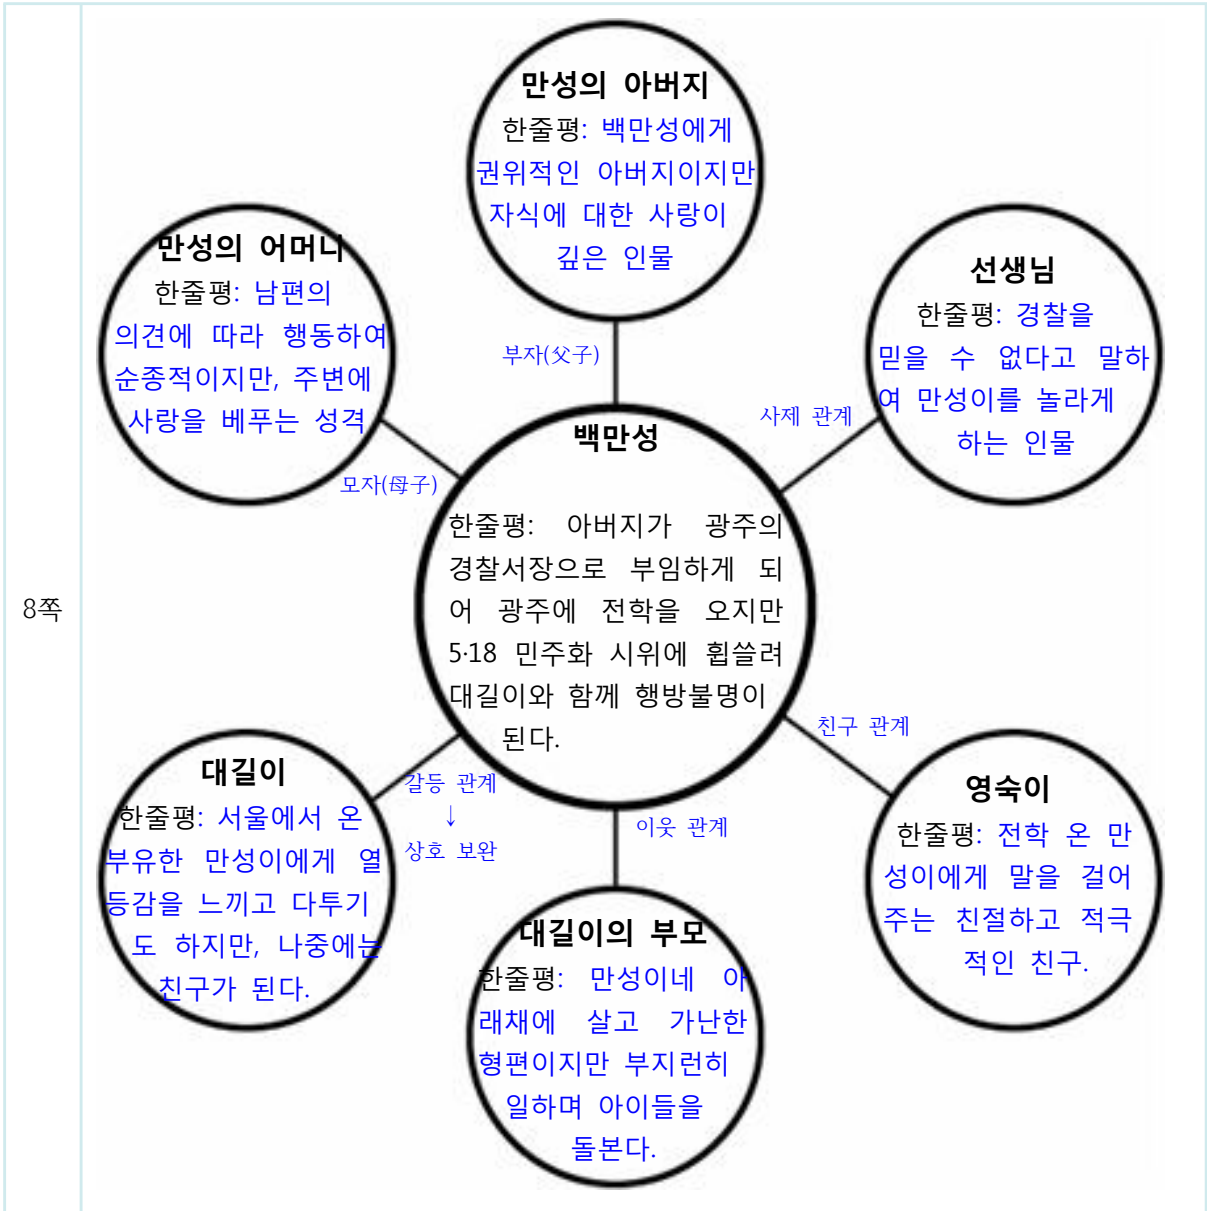 8쪽
만성의 아버지
한줄평: 백만성에게
권위적인 아버지이지만
자식에 대한 사랑이
깊은 인물
만성의 어머니
한줄평: 남편의
의견에 따라 행동하여
순종적이지만, 주변에
사랑을 베푸는 성격
선생님
한줄평: 경찰을
믿을 수 없다고 말하
여 만성이를 놀라게
하는 인물
부자(父子)
사제 관계
모자(母子)
백만성
한줄평: 아버지가 광주의
경찰서장으로 부임하게 되
어 광주에 전학을 오지만
5·18 민주화 시위에 휩쓸려
대길이와 함께 행방불명이
된다.
친구 관계
갈등 관계
↓
상호 보완
이웃 관계
대길이
한줄평: 서울에서 온
부유한 만성이에게 열
등감을 느끼고 다투기
도 하지만, 나중에는
친구가 된다.
대길이의 부모
한줄평: 만성이네 아
래채에 살고 가난한
형편이지만 부지런히
일하며 아이들을
돌본다.
영숙이
한줄평: 전학 온 만
성이에게 말을 걸어
주는 친절하고 적극
적인 친구.